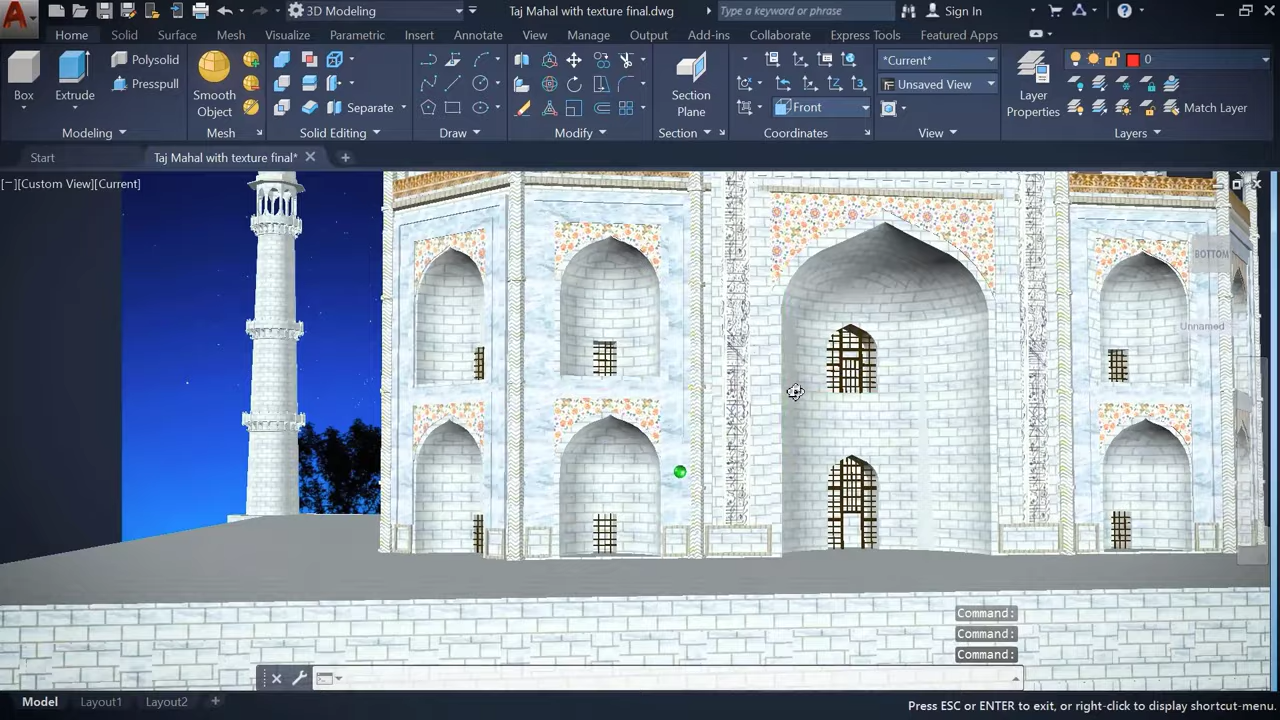 3D Modeling
Taj Mahal with texture final.dwg
Type a keyword or phrase
Sign In
Home Solid Surface Mesh Visualize Parametric Insert Annotate View Manage Output Add-ins Collaborate Express Tools Featured Apps
Box
Extrude
Polysolid
Presspull
Smooth
Object
Separate
Section
Plane
Front
*Current*
Unsaved View
Layer
Properties
0
Match Layer
Modeling Mesh Solid Editing Draw Modify Section Coordinates View Layers
Start
Taj Mahal with texture final*
[−][Custom View][Current]
BOTTOM
Unnamed
Command:
Command:
Command:
Model Layout1 Layout2
Press ESC or ENTER to exit, or right-click to display shortcut-menu.